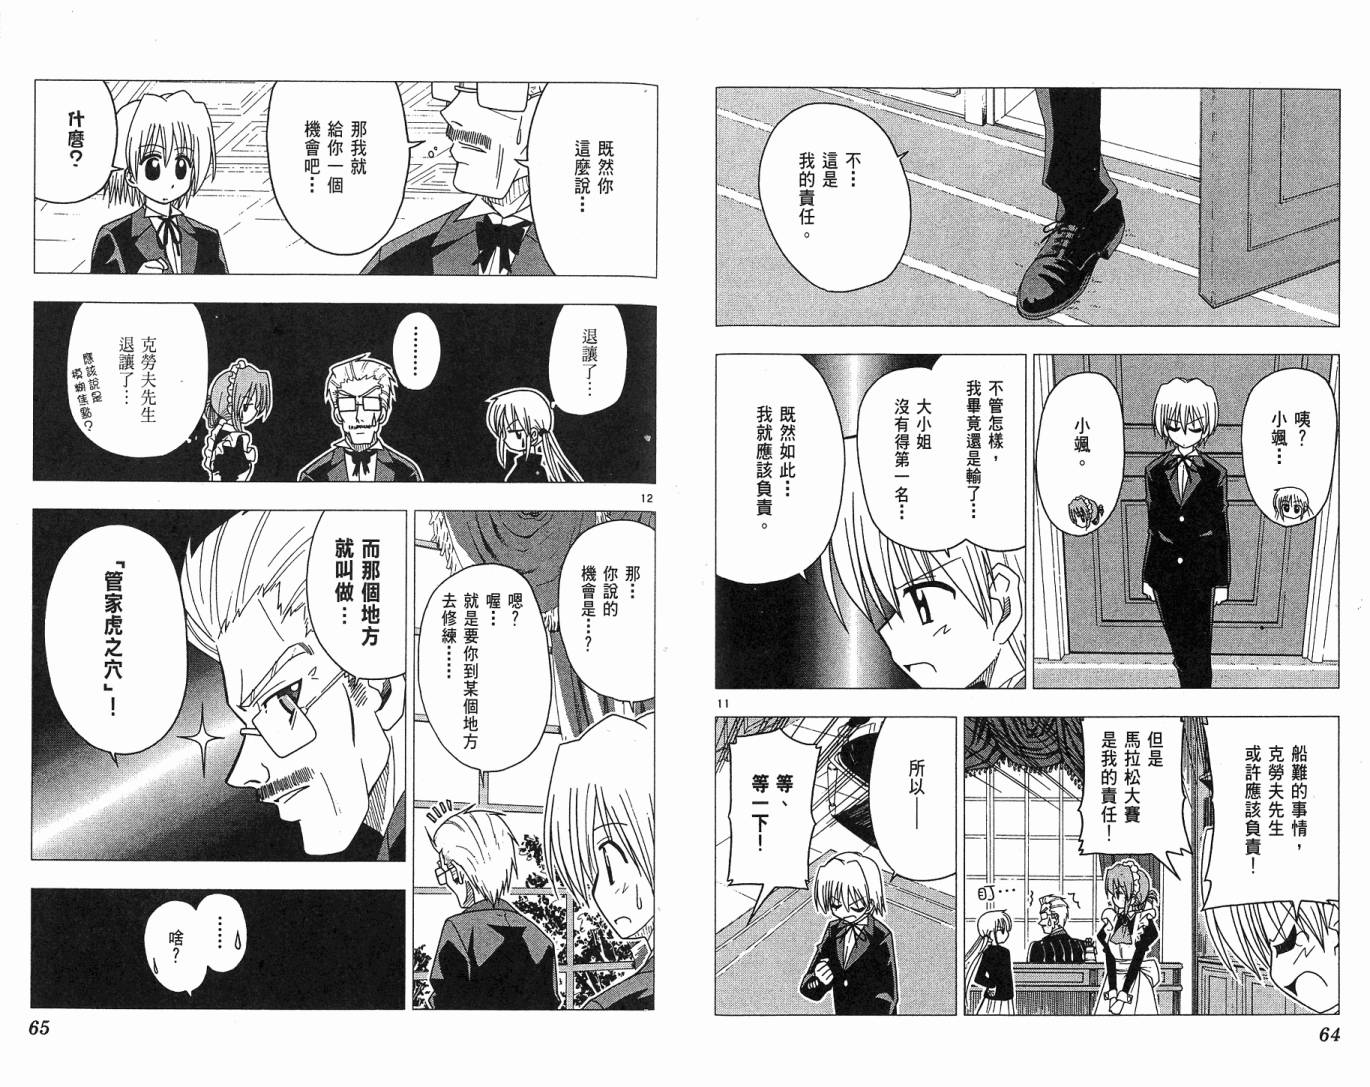 不…
這是
我的責任。
咦？
小颯…
小颯。
不管怎樣，
我畢竟還是輸了…
大小姐
沒有得第一名…
既然如此…
我就應該負責。
11
船難的事情，
克勞夫先生
或許應該負責！
但是
馬拉松大賽
是我的責任！
盯…
所以——
等、
等一下！
64
既然你
這麼說…
那我就
給你一個
機會吧…
什麼？
退讓了…
………
克勞夫先生
退讓了…
應該說是
模糊焦點？
12
那…
你說的
機會是…？
嗯？
喔…
就是要你到某個地方
去修練……
而那個地方
就叫做…
『管家虎之穴』！
……
啥？
65